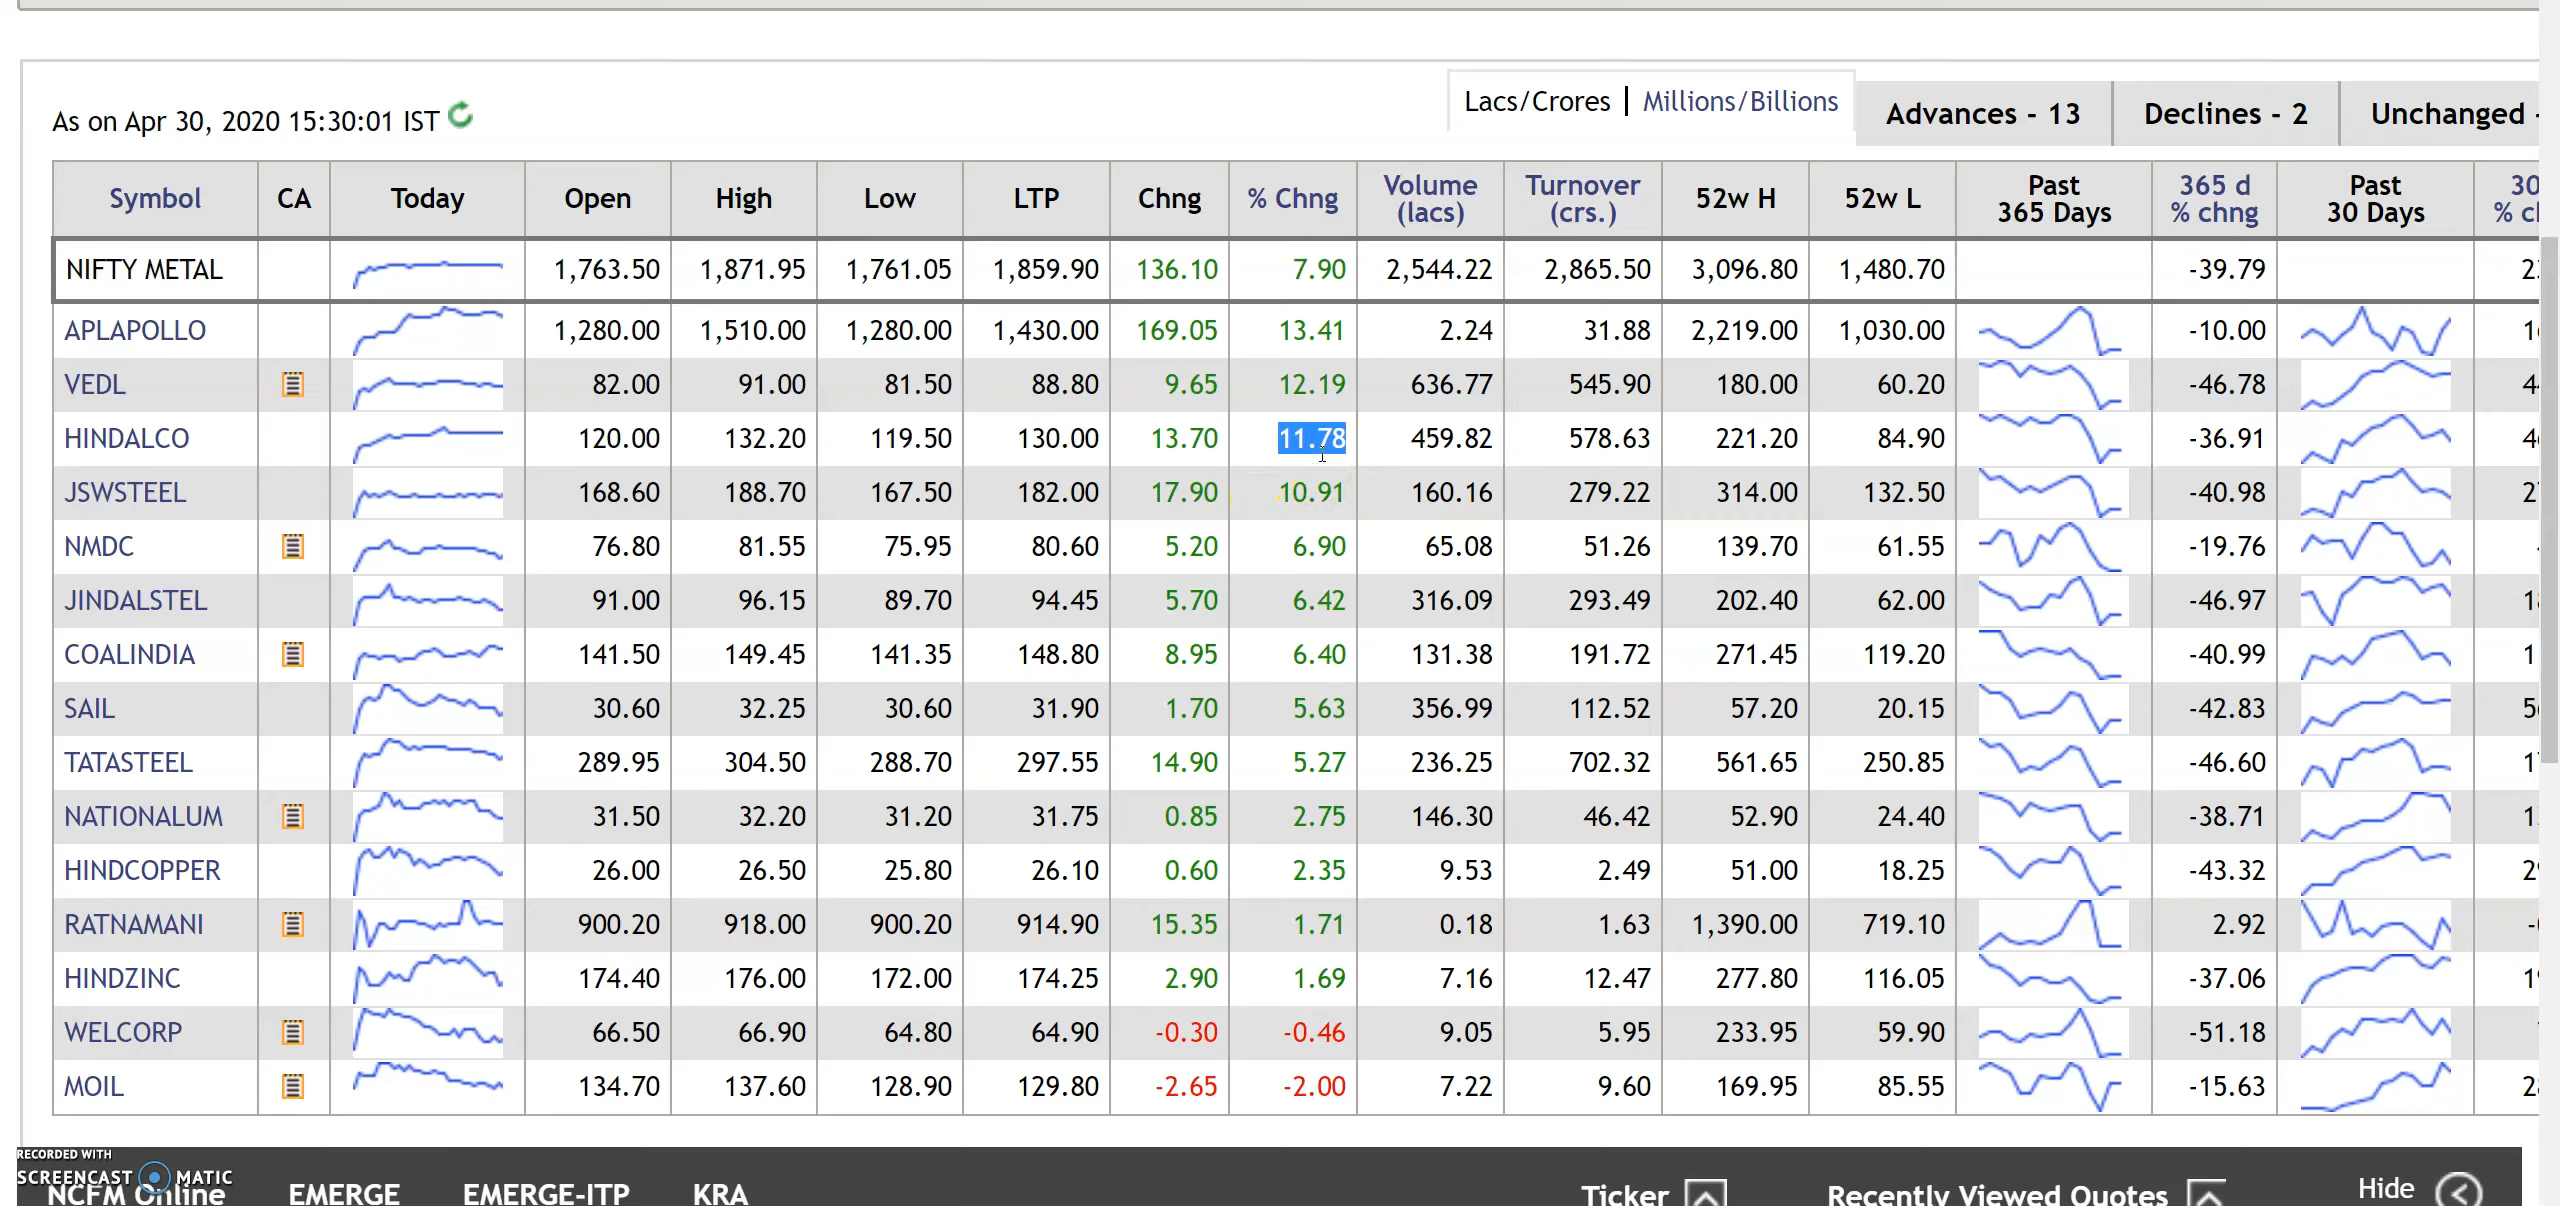 Lacs/Crores | Millions/Billions Advances - 13 Declines - 2 Unchanged -
As on Apr 30, 2020 15:30:01 IST
Symbol CA Today Open High Low LTP Chng % Chng Volume (lacs) Turnover (crs.) 52w H 52w L Past 365 Days 365 d % chng Past 30 Days 30
NIFTY METAL 1,763.50 1,871.95 1,761.05 1,859.90 136.10 7.90 2,544.22 2,865.50 3,096.80 1,480.70 -39.79
APLAPOLLO 1,280.00 1,510.00 1,280.00 1,430.00 169.05 13.41 2.24 31.88 2,219.00 1,030.00 -10.00
VEDL 82.00 91.00 81.50 88.80 9.65 12.19 636.77 545.90 180.00 60.20 -46.78
HINDALCO 120.00 132.20 119.50 130.00 13.70 11.78 459.82 578.63 221.20 84.90 -36.91
JSWSTEEL 168.60 188.70 167.50 182.00 17.90 10.91 160.16 279.22 314.00 132.50 -40.98
NMDC 76.80 81.55 75.95 80.60 5.20 6.90 65.08 51.26 139.70 61.55 -19.76
JINDALSTEL 91.00 96.15 89.70 94.45 5.70 6.42 316.09 293.49 202.40 62.00 -46.97
COALINDIA 141.50 149.45 141.35 148.80 8.95 6.40 131.38 191.72 271.45 119.20 -40.99
SAIL 30.60 32.25 30.60 31.90 1.70 5.63 356.99 112.52 57.20 20.15 -42.83
TATASTEEL 289.95 304.50 288.70 297.55 14.90 5.27 236.25 702.32 561.65 250.85 -46.60
NATIONALUM 31.50 32.20 31.20 31.75 0.85 2.75 146.30 46.42 52.90 24.40 -38.71
HINDCOPPER 26.00 26.50 25.80 26.10 0.60 2.35 9.53 2.49 51.00 18.25 -43.32
RATNAMANI 900.20 918.00 900.20 914.90 15.35 1.71 0.18 1.63 1,390.00 719.10 2.92
HINDZINC 174.40 176.00 172.00 174.25 2.90 1.69 7.16 12.47 277.80 116.05 -37.06
WELCORP 66.50 66.90 64.80 64.90 -0.30 -0.46 9.05 5.95 233.95 59.90 -51.18
MOIL 134.70 137.60 128.90 129.80 -2.65 -2.00 7.22 9.60 169.95 85.55 -15.63
RECORDED WITH
SCREENCAST MATIC
NCFM Online EMERGE EMERGE-ITP KRA Ticker Recently Viewed Quotes Hide